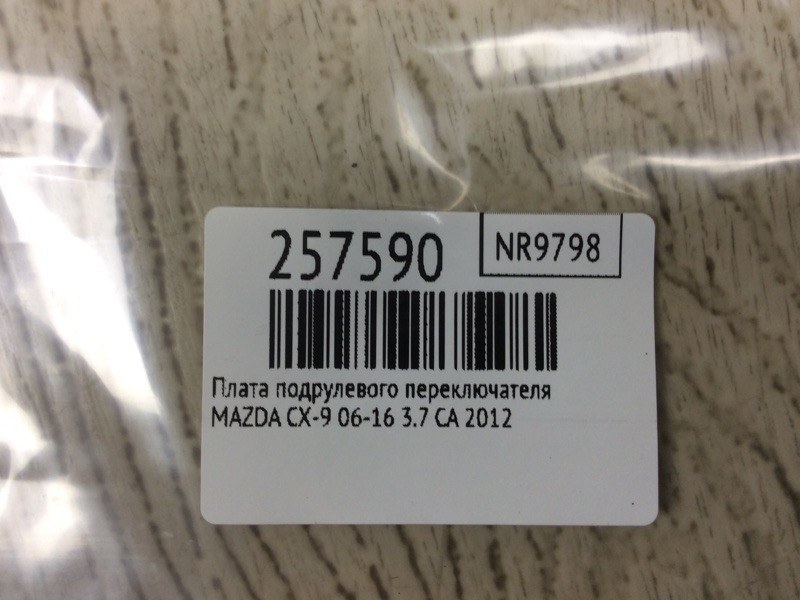 257590
NR9798
Плата подрулевого переключателя
MAZDA CX-9 06-16 3.7 CA 2012